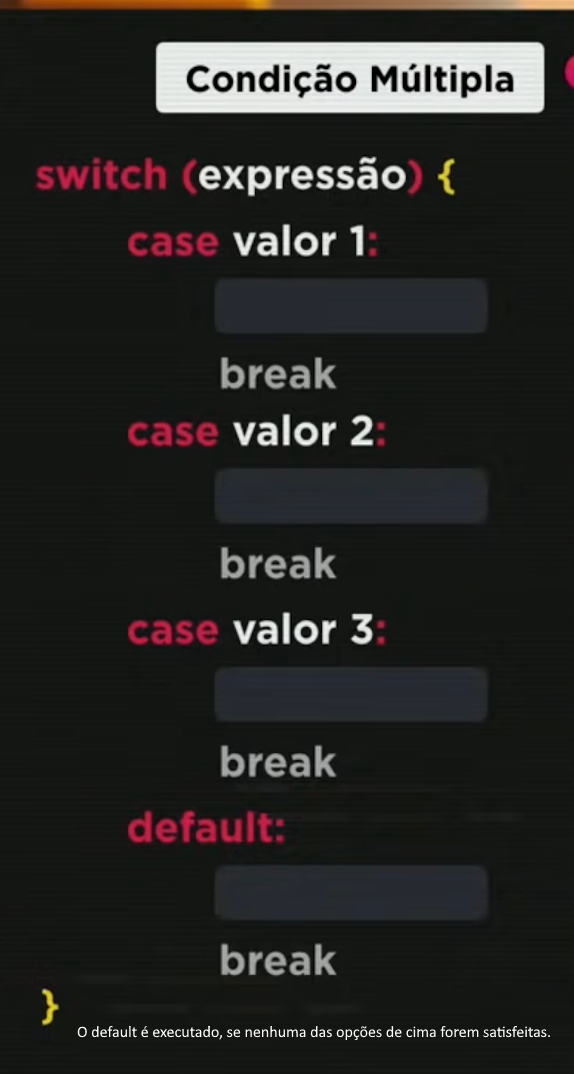 Condição Múltipla
switch (expressão) {
case valor 1:
break
case valor 2:
break
case valor 3:
break
default:
break
}
O default é executado, se nenhuma das opções de cima forem satisfeitas.